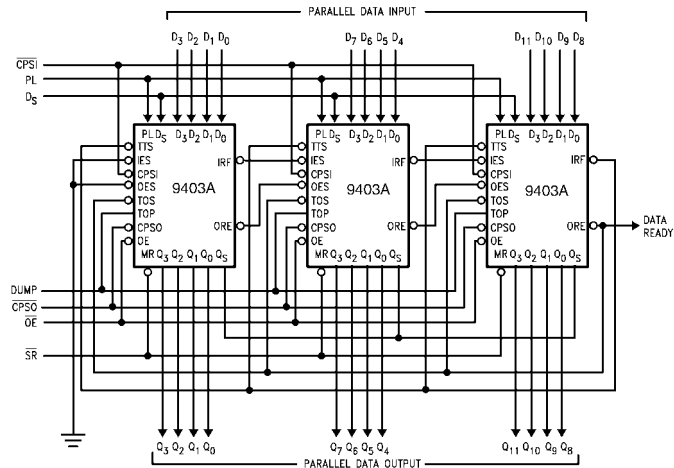 PARALLEL DATA INPUT
D3 D2 D1 D0 D7 D6 D5 D4 D11 D10 D9 D8
CPSI
PL
DS
PL DS D3 D2 D1 D0 PL DS D3 D2 D1 D0 PL DS D3 D2 D1 D0
TTS TTS TTS
IES IRF IES IRF IES IRF
CPSI CPSI CPSI
OES 9403A OES 9403A OES 9403A
TOS TOS TOS
TOP TOP TOP
CPSO ORE CPSO ORE CPSO ORE DATA
READY
OE OE OE
MR Q3 Q2 Q1 Q0 QS MR Q3 Q2 Q1 Q0 QS MR Q3 Q2 Q1 Q0 QS
DUMP
CPSO
OE
SR
Q3 Q2 Q1 Q0 Q7 Q6 Q5 Q4 Q11 Q10 Q9 Q8
PARALLEL DATA OUTPUT